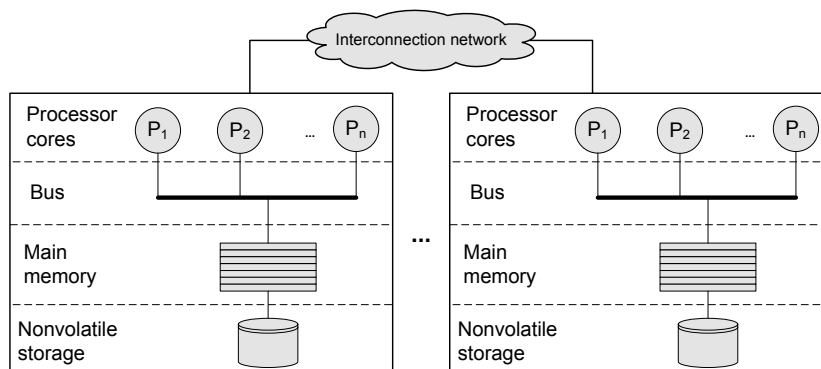 Interconnection network
Processor
cores
P1 P2 ... Pn
Bus
Main
memory
Nonvolatile
storage
...
Processor
cores
P1 P2 ... Pn
Bus
Main
memory
Nonvolatile
storage